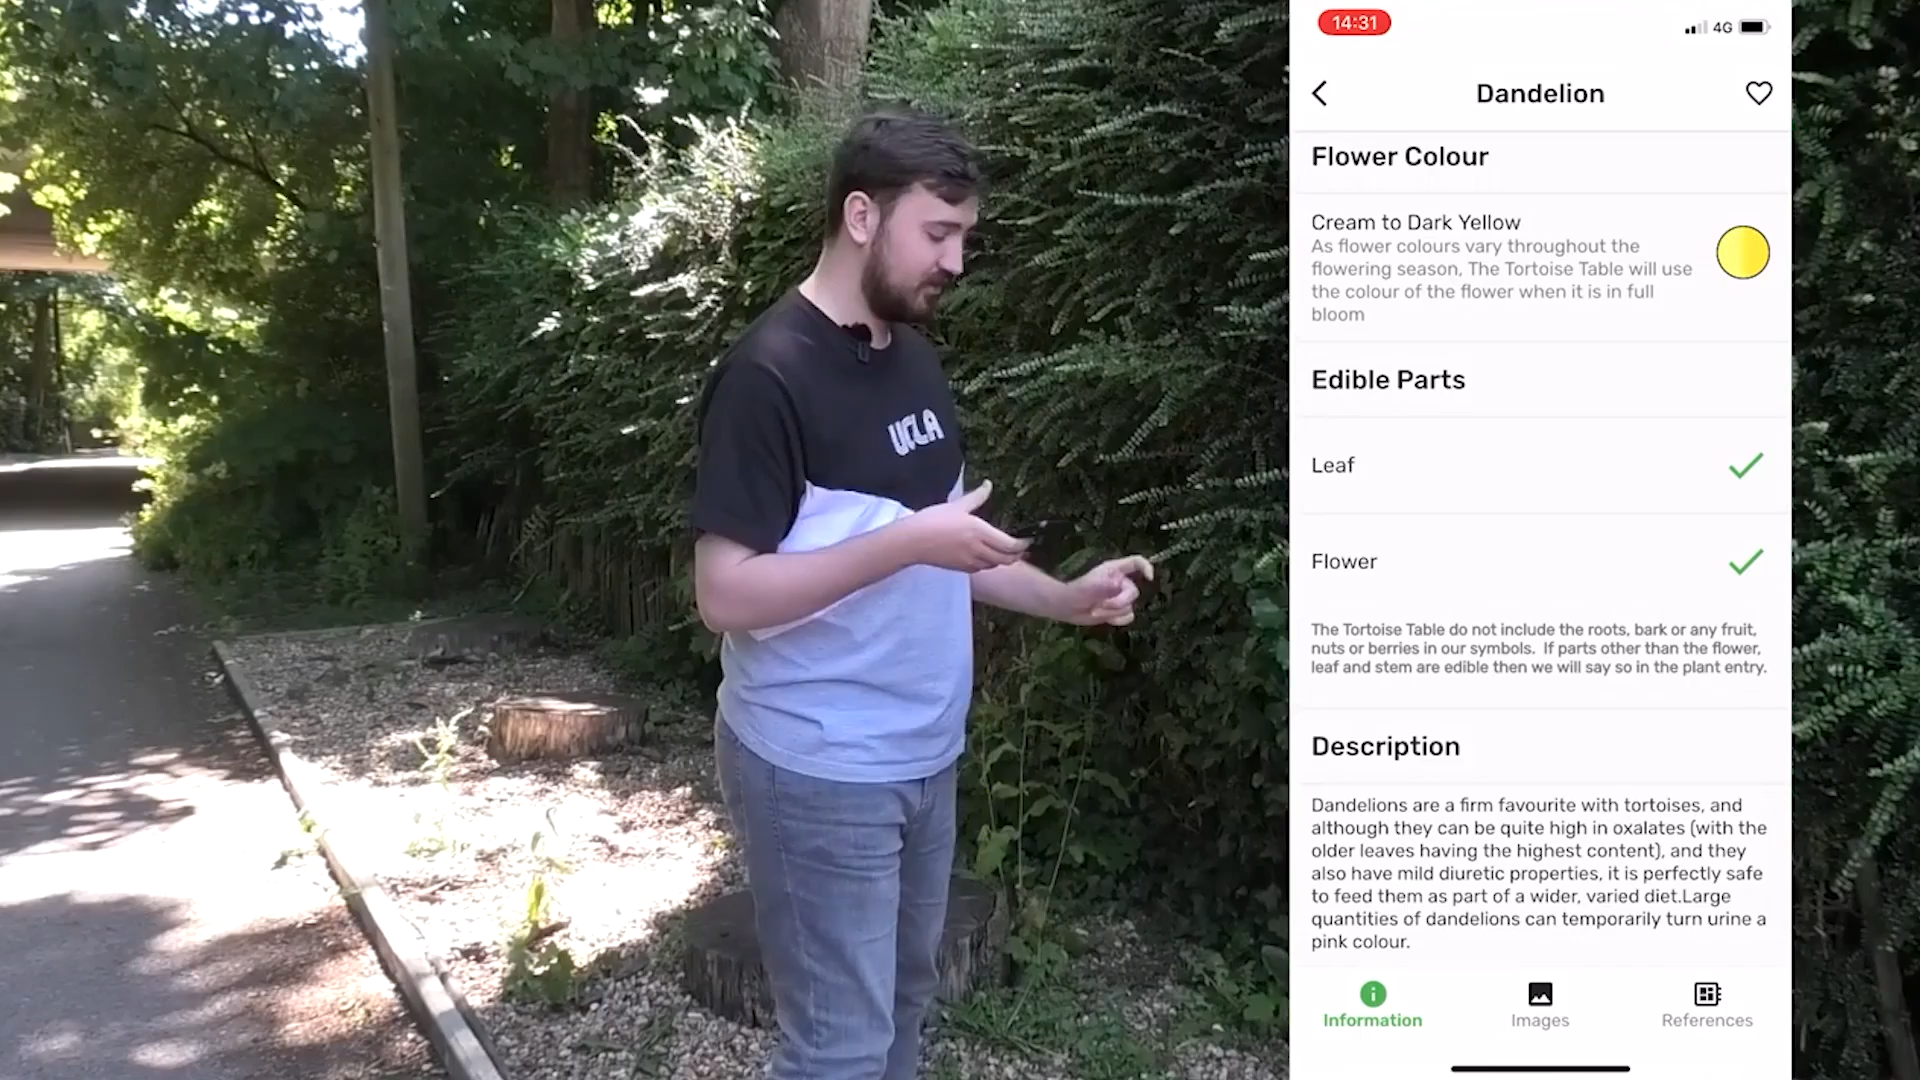 UCLA
14:31
4G
Dandelion
Flower Colour
Cream to Dark Yellow
As flower colours vary throughout the
flowering season, The Tortoise Table will use
the colour of the flower when it is in full
bloom
Edible Parts
Leaf
Flower
The Tortoise Table do not include the roots, bark or any fruit,
nuts or berries in our symbols. If parts other than the flower,
leaf and stem are edible then we will say so in the plant entry.
Description
Dandelions are a firm favourite with tortoises, and
although they can be quite high in oxalates (with the
older leaves having the highest content), and they
also have mild diuretic properties, it is perfectly safe
to feed them as part of a wider, varied diet.Large
quantities of dandelions can temporarily turn urine a
pink colour.
Information
Images
References